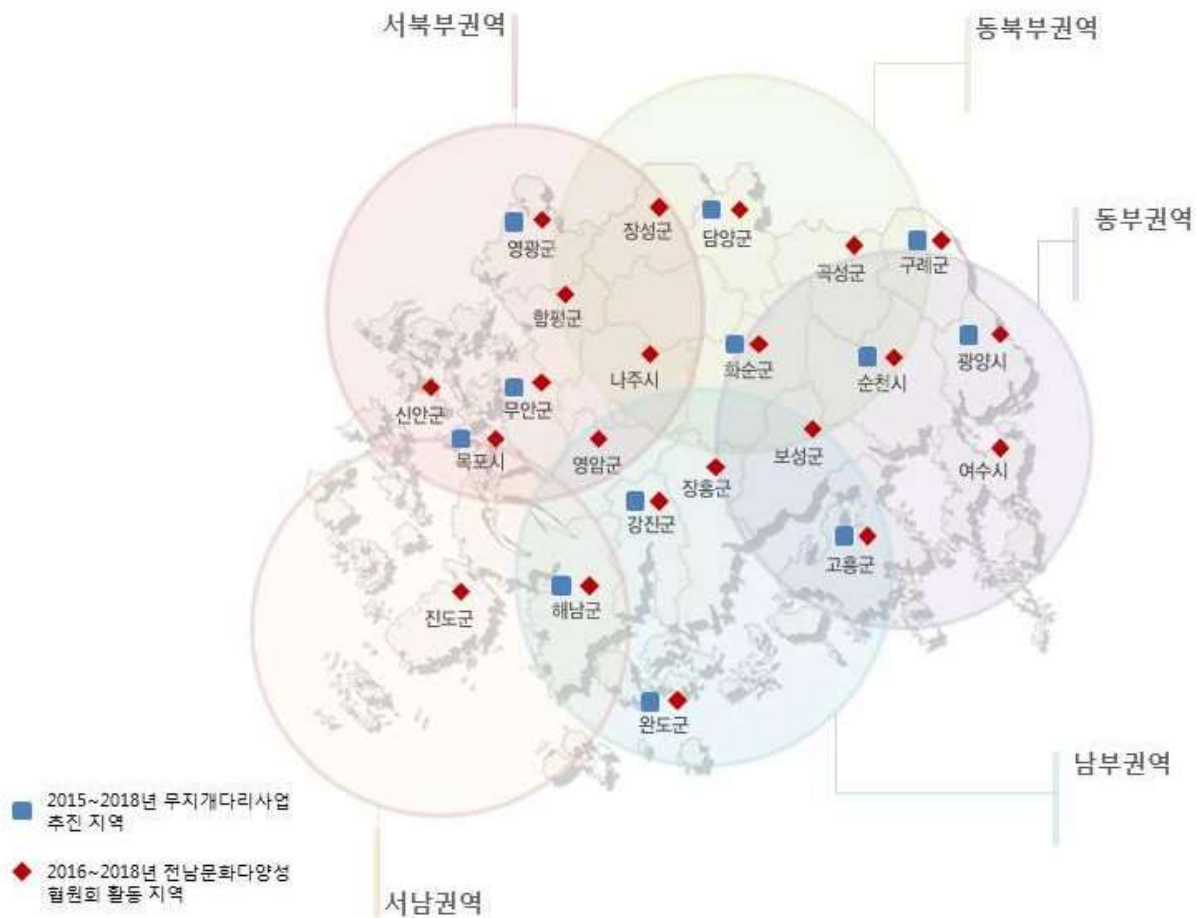 서북부권역
동북부권역
동부권역
영광군
장성군
담양군
곡성군
구례군
함평군
나주시
화순군
순천시
광양시
신안군
무안군
목포시
영암군
장흥군
보성군
여수시
강진군
고흥군
진도군
해남군
완도군
남부권역
2015~2018년 무지개다리사업
추진 지역
2016~2018년 전남문화다양성
협원회 활동 지역
서남권역